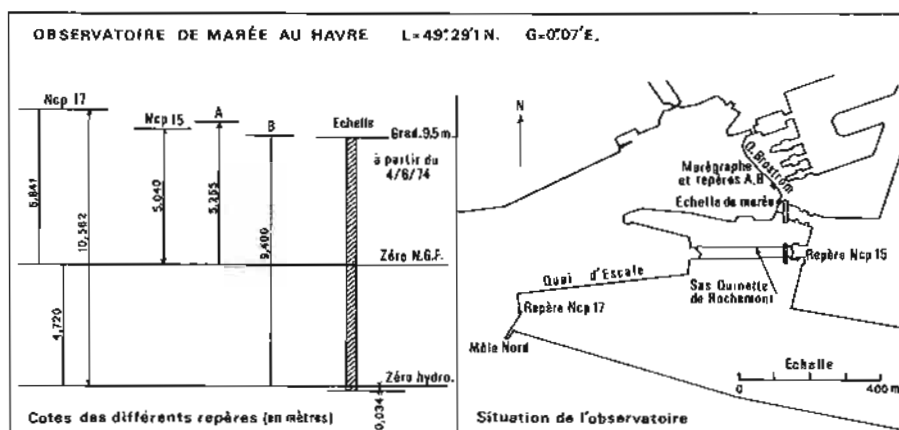 OBSERVATOIRE DE MARÉE AU HAVRE L=49°29'1 N. G=0°07'E.
Ncp 17
Ncp 15
A
B
Echelle
Grad. 9,5 m.
à partir du
4/6/74
5,841
10,562
5,040
5,255
9,400
Zéro N.G.F.
4,720
Zéro hydro.
0,034
Cotes des différents repères (en mètres)
N
Q. Broström
Marégraphe
et repères A,B
Echelle de marée
Repère Ncp 15
Quai d'Escale
Sas Quinette
de Rochemont
Repère Ncp 17
Môle Nord
Echelle
0 400 m
Situation de l'observatoire